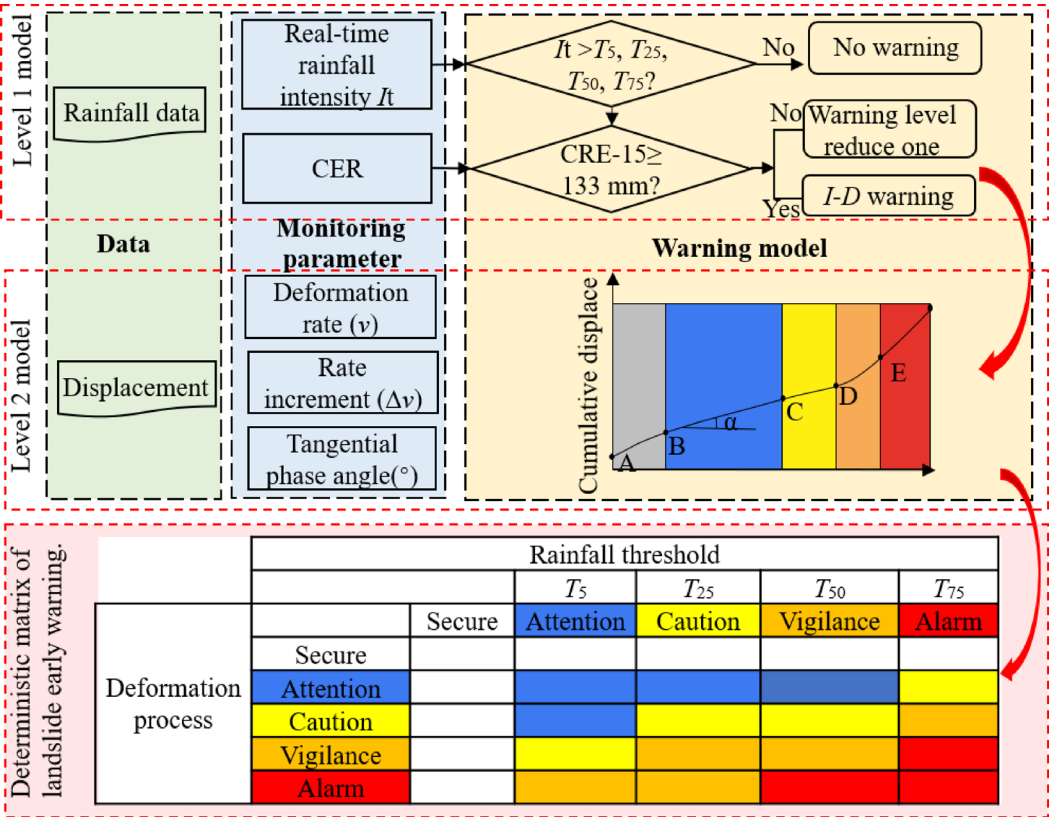 Level 1 model
Rainfall data
Real-time
rainfall
intensity It
CER
It >T5, T25,
T50, T75?
No
No warning
CRE-15≥
133 mm?
No
Warning level
reduce one
Yes
I-D warning
Data
Monitoring
parameter
Warning model
Level 2 model
Displacement
Deformation
rate (v)
Rate
increment (Δv)
Tangential
phase angle(°)
Cumulative displace
A
B
α
C
D
E
Deterministic matrix of
landslide early warning.
Rainfall threshold
T5 T25 T50 T75
Secure Attention Caution Vigilance Alarm
Deformation
process
Secure
Attention
Caution
Vigilance
Alarm